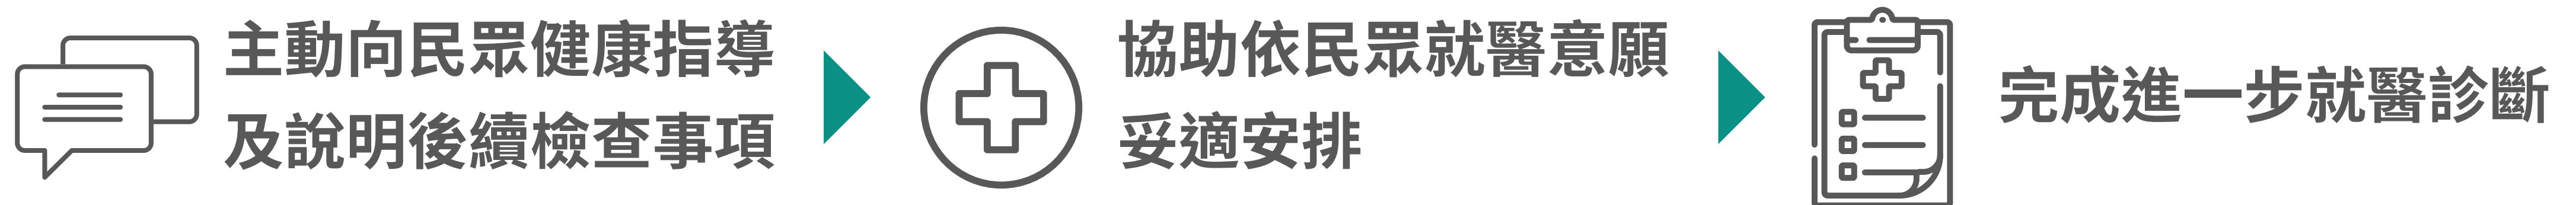 主動向民眾健康指導
及說明後續檢查事項
協助依民眾就醫意願
妥適安排
完成進一步就醫診斷